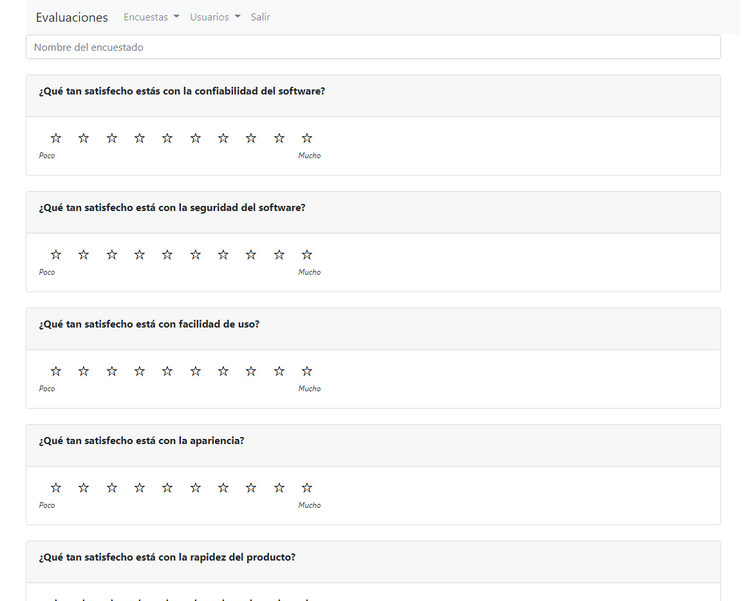 Evaluaciones Encuestas Usuarios Salir
Nombre del encuestado
¿Qué tan satisfecho estás con la confiabilidad del software?
Poco Mucho
¿Qué tan satisfecho está con la seguridad del software?
Poco Mucho
¿Qué tan satisfecho está con facilidad de uso?
Poco Mucho
¿Qué tan satisfecho está con la apariencia?
Poco Mucho
¿Qué tan satisfecho está con la rapidez del producto?